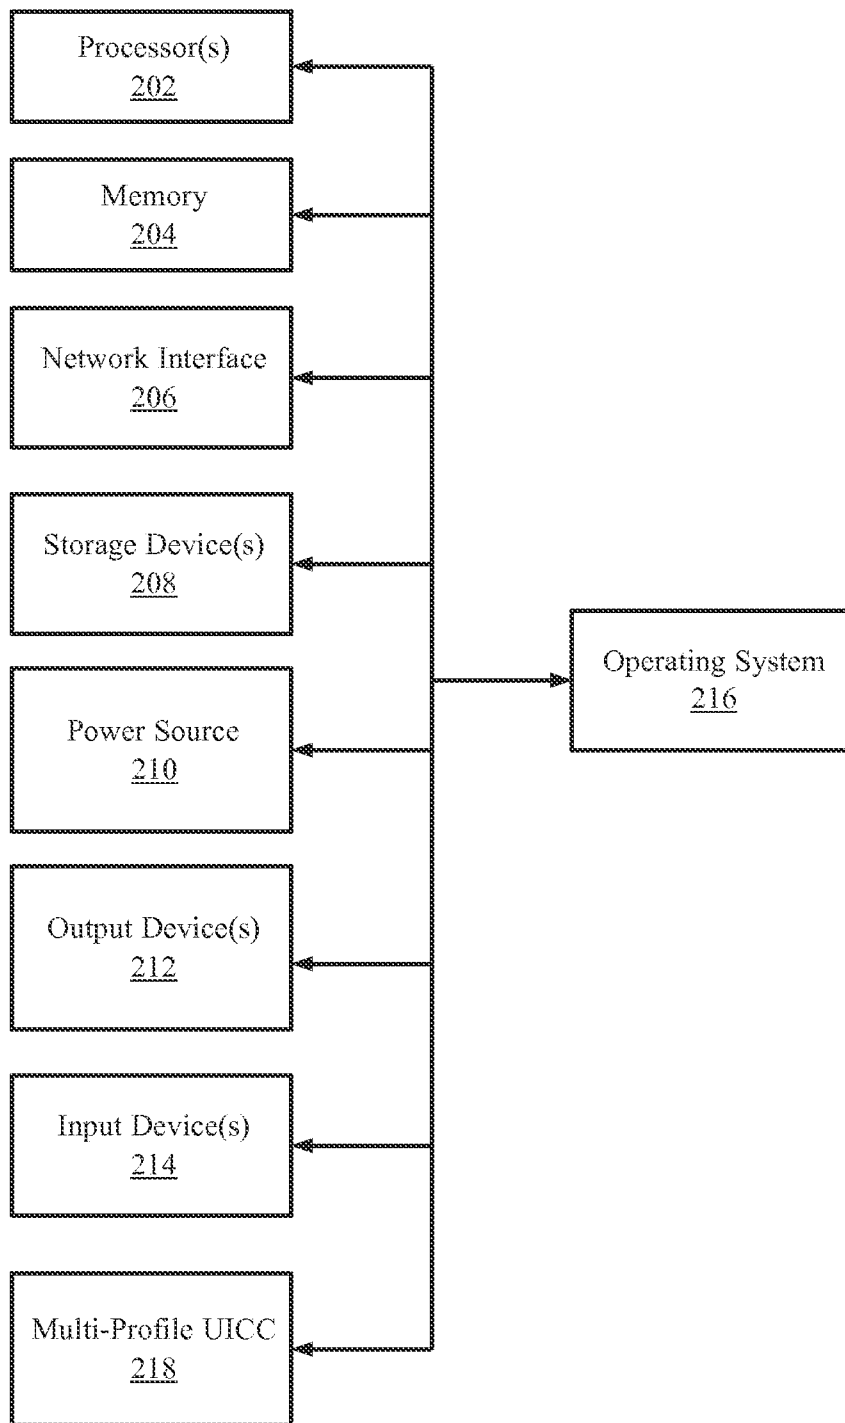 Processor(s)
202
Memory
204
Network Interface
206
Storage Device(s)
208
Operating System
216
Power Source
210
Output Device(s)
212
Input Device(s)
214
Multi-Profile UICC
218